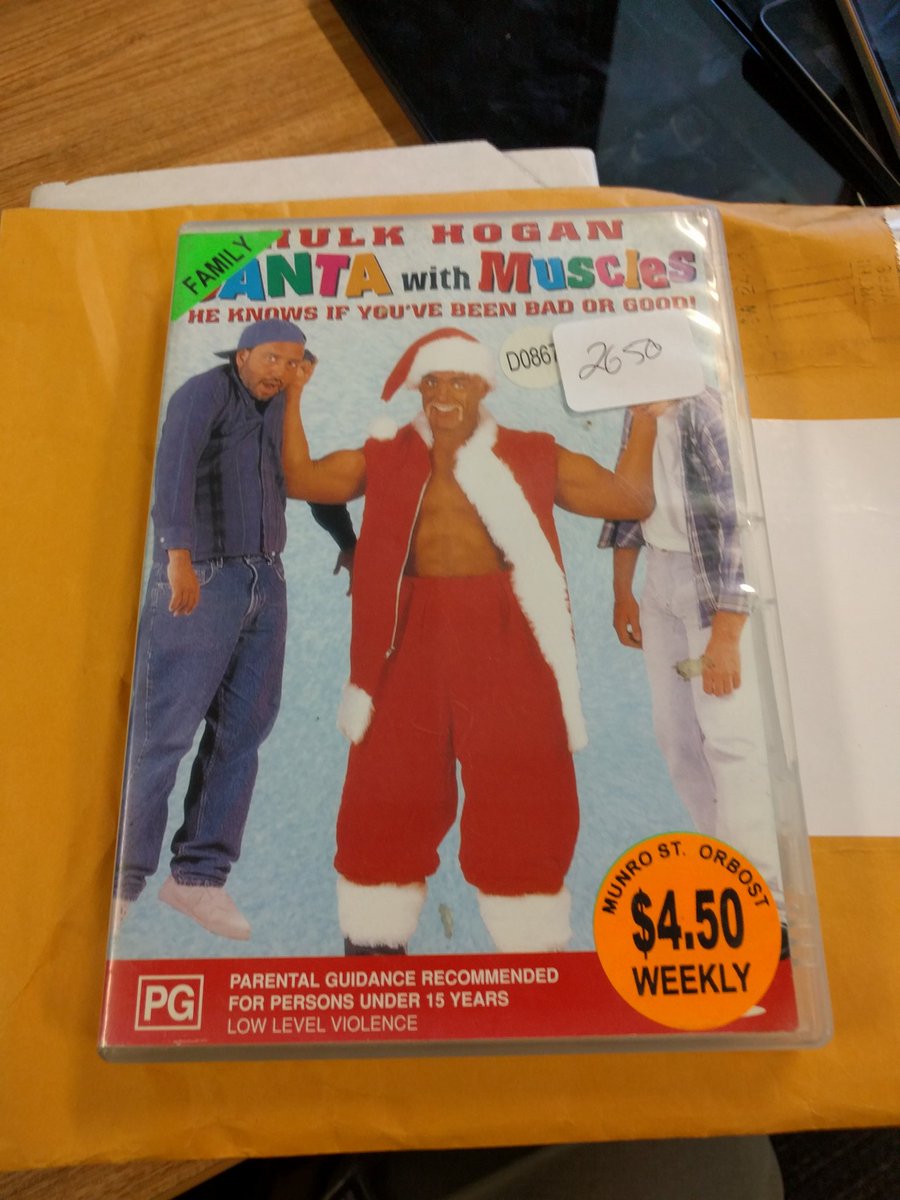 HULK HOGAN
FAMILY
SANTA with Muscles
HE KNOWS IF YOU'VE BEEN BAD OR GOOD!
D0867
2650
MUNRO ST. ORBOST
$4.50
WEEKLY
PG
PARENTAL GUIDANCE RECOMMENDED
FOR PERSONS UNDER 15 YEARS
LOW LEVEL VIOLENCE